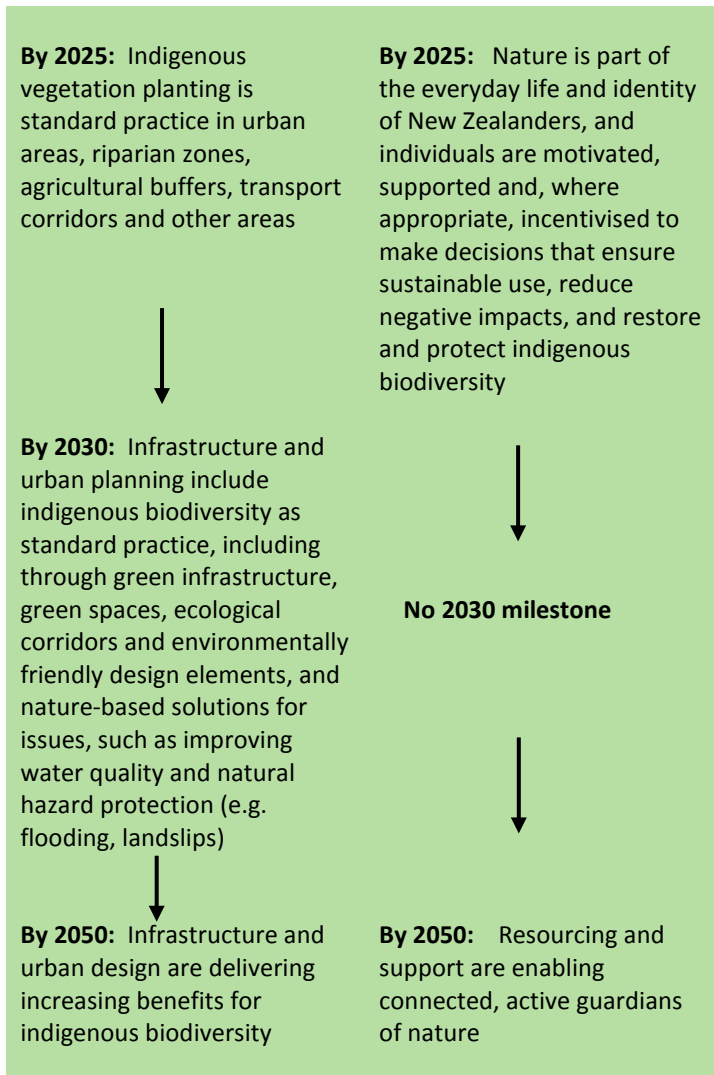 By 2025: Indigenous
vegetation planting is
standard practice in urban
areas, riparian zones,
agricultural buffers, transport
corridors and other areas
By 2030: Infrastructure and
urban planning include
indigenous biodiversity as
standard practice, including
through green infrastructure,
green spaces, ecological
corridors and environmentally
friendly design elements, and
nature-based solutions for
issues, such as improving
water quality and natural
hazard protection (e.g.
flooding, landslips)
By 2050: Infrastructure and
urban design are delivering
increasing benefits for
indigenous biodiversity
By 2025: Nature is part of
the everyday life and identity
of New Zealanders, and
individuals are motivated,
supported and, where
appropriate, incentivised to
make decisions that ensure
sustainable use, reduce
negative impacts, and restore
and protect indigenous
biodiversity
No 2030 milestone
By 2050: Resourcing and
support are enabling
connected, active guardians
of nature